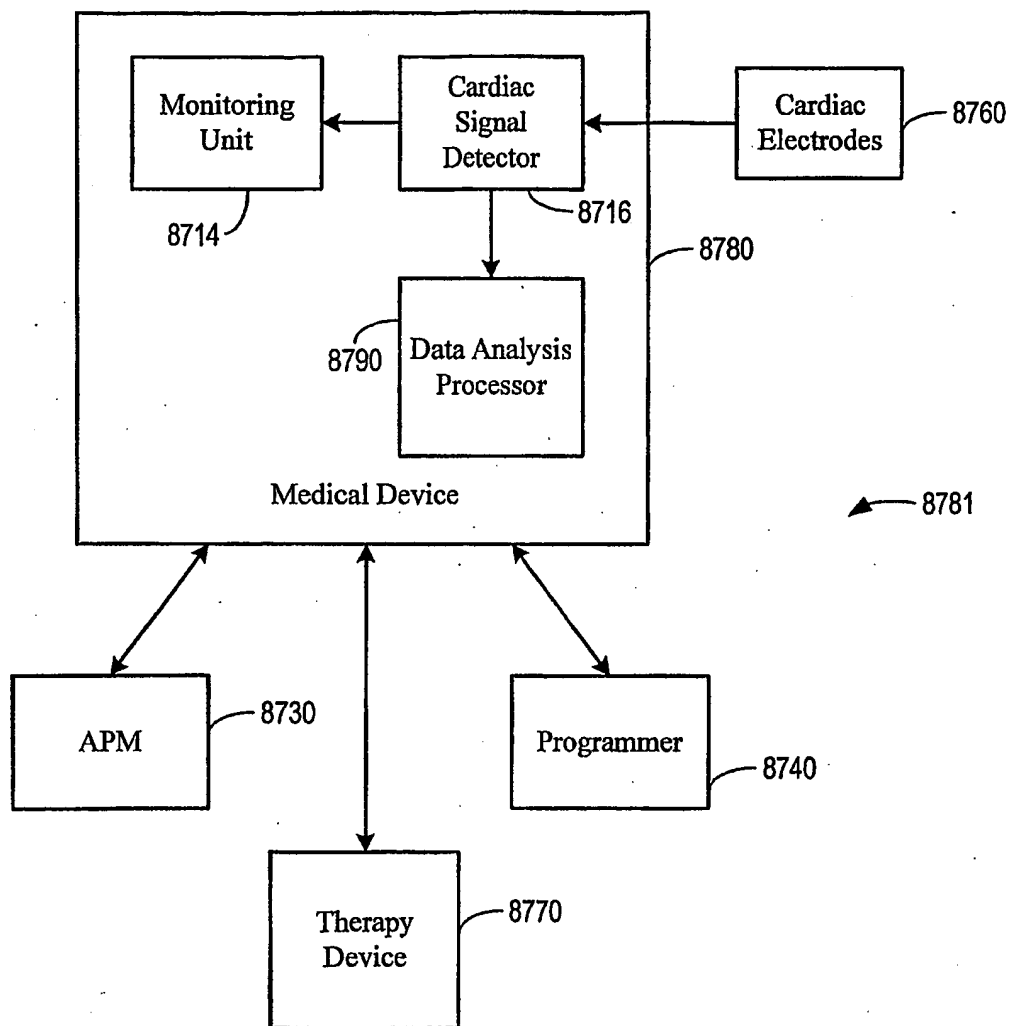 Monitoring
Unit
8714
Cardiac
Signal
Detector
8716
Cardiac
Electrodes
8760
8780
8790
Data Analysis
Processor
Medical Device
8781
APM
8730
Programmer
8740
Therapy
Device
8770